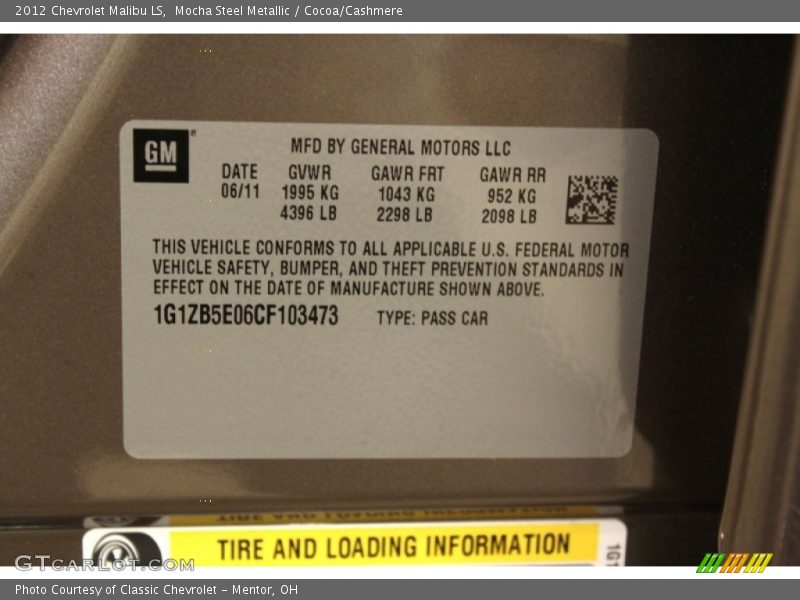 2012 Chevrolet Malibu LS,  Mocha Steel Metallic / Cocoa/Cashmere
GM
MFD BY GENERAL MOTORS LLC
DATE GVWR GAWR FRT GAWR RR
06/11 1995 KG 1043 KG 952 KG
4396 LB 2298 LB 2098 LB
THIS VEHICLE CONFORMS TO ALL APPLICABLE U.S. FEDERAL MOTOR
VEHICLE SAFETY, BUMPER, AND THEFT PREVENTION STANDARDS IN
EFFECT ON THE DATE OF MANUFACTURE SHOWN ABOVE.
1G1ZB5E06CF103473 TYPE: PASS CAR
TIRE AND LOADING INFORMATION
GTcarlot.com
Photo Courtesy of Classic Chevrolet - Mentor, OH